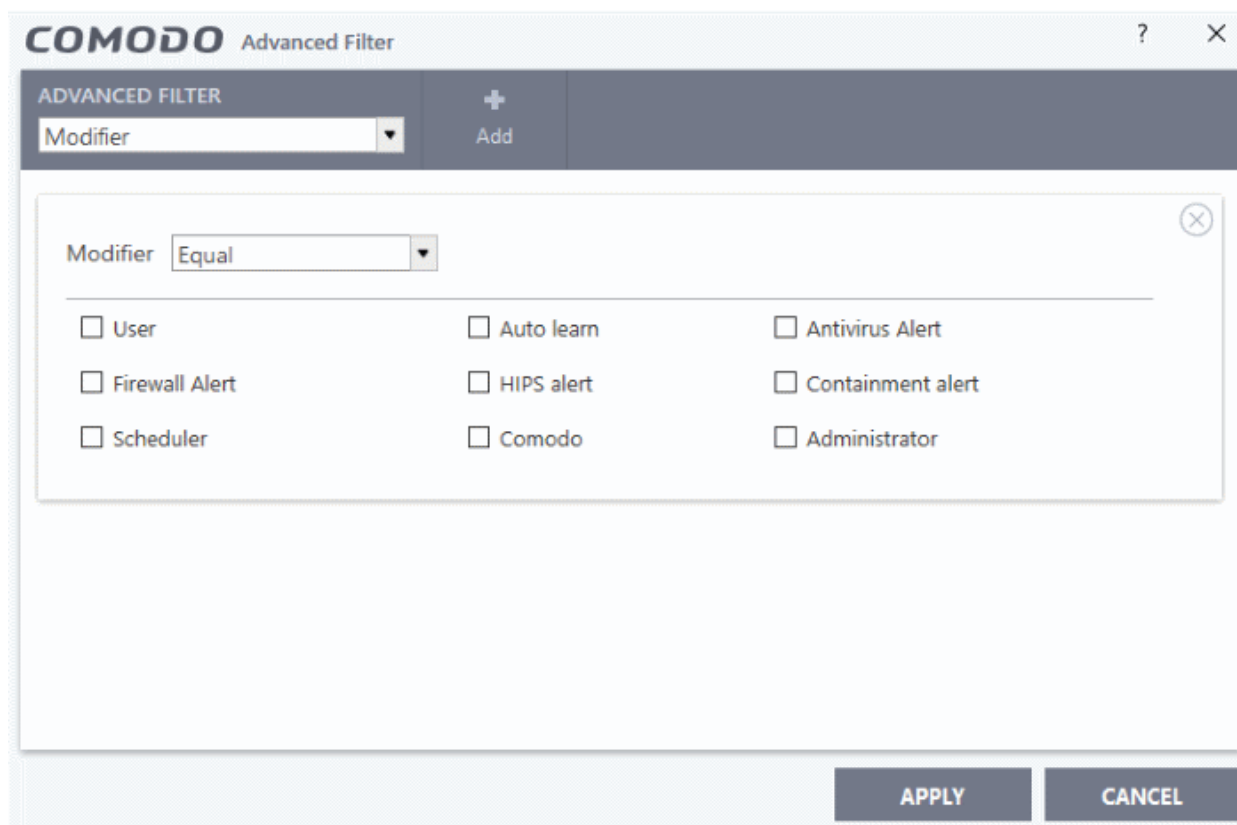 COMODO Advanced Filter ?
ADVANCED FILTER
Modifier
Add
Modifier Equal
User Auto learn Antivirus Alert
Firewall Alert HIPS alert Containment alert
Scheduler Comodo Administrator
APPLY CANCEL